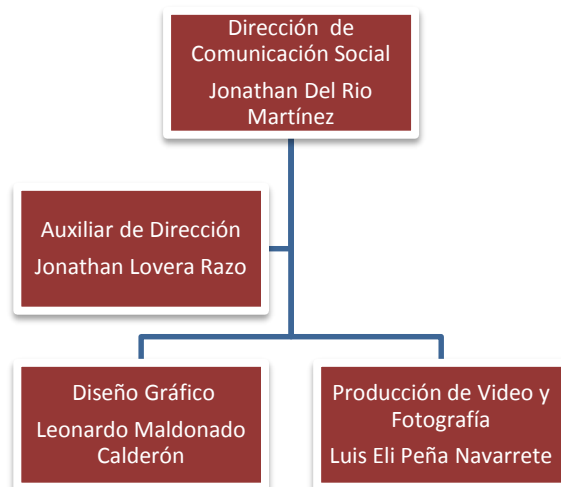 Dirección de
Comunicación Social
Jonathan Del Rio
Martínez
Auxiliar de Dirección
Jonathan Lovera Razo
Diseño Gráfico
Leonardo Maldonado
Calderón
Producción de Video y
Fotografía
Luis Eli Peña Navarrete